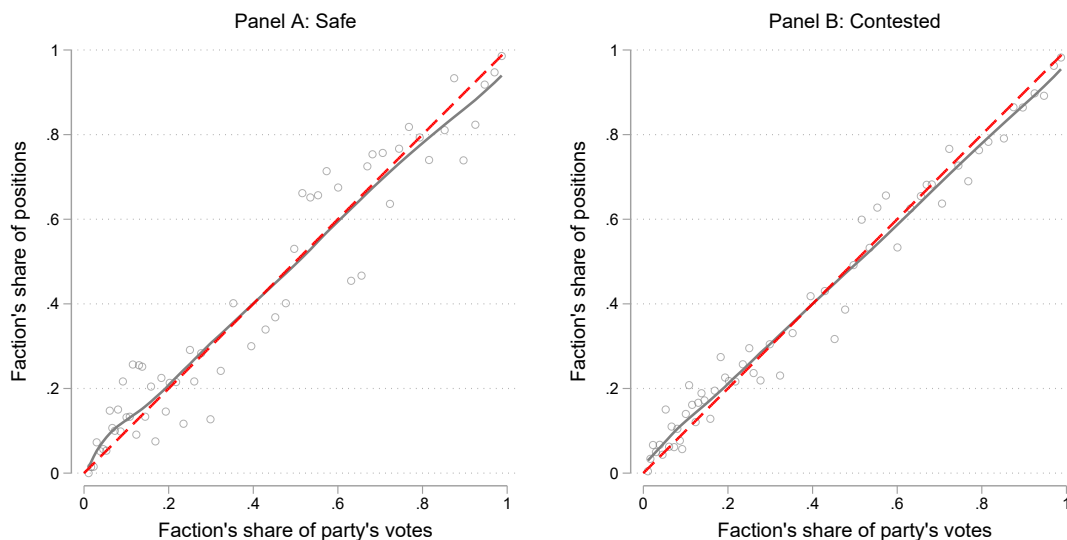 Panel A: Safe
Faction's share of positions
1
.8
.6
.4
.2
0
0 .2 .4 .6 .8 1
Faction's share of party's votes
Panel B: Contested
Faction's share of positions
1
.8
.6
.4
.2
0
0 .2 .4 .6 .8 1
Faction's share of party's votes